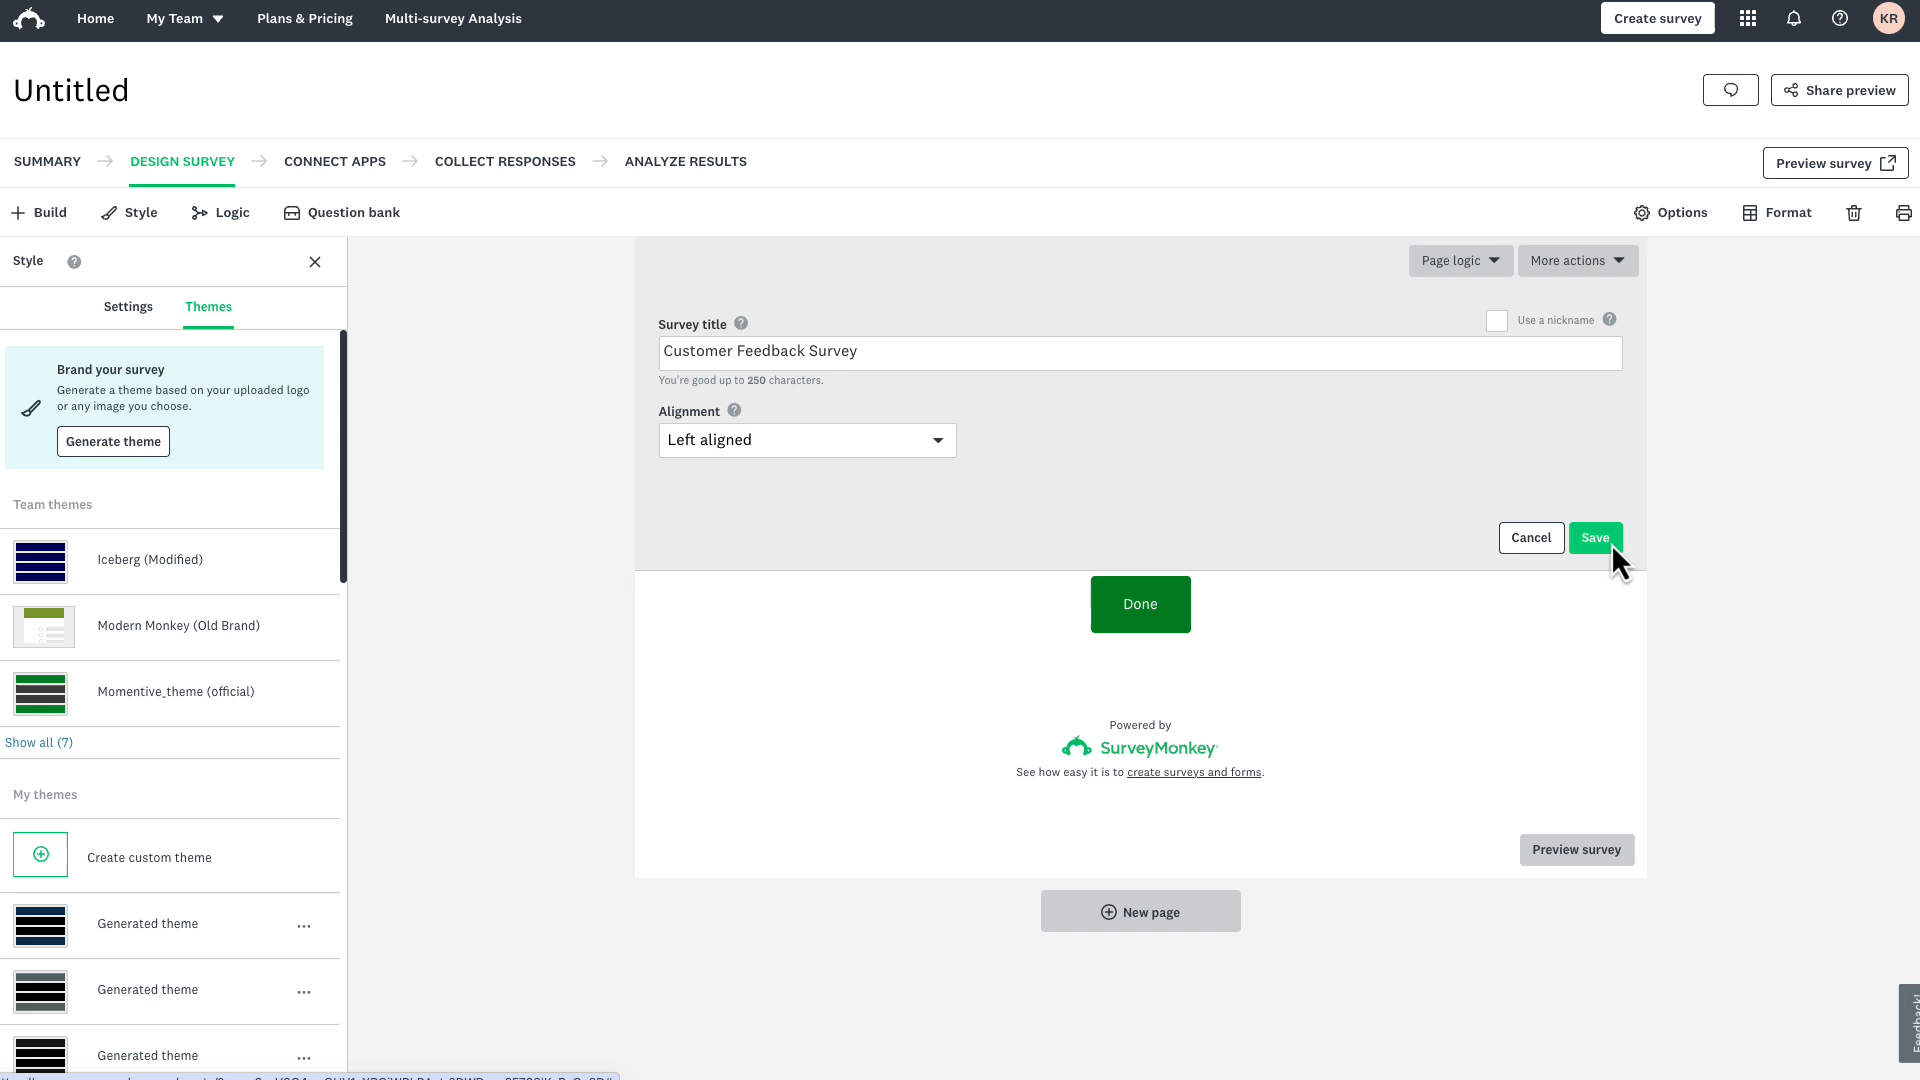 Home
My Team
Plans & Pricing
Multi-survey Analysis
Create survey
KR
Untitled
Share preview
SUMMARY
DESIGN SURVEY
CONNECT APPS
COLLECT RESPONSES
ANALYZE RESULTS
Preview survey
Build
Style
Logic
Question bank
Options
Format
Style
Settings
Themes
Brand your survey
Generate a theme based on your uploaded logo
or any image you choose.
Generate theme
Team themes
Iceberg (Modified)
Modern Monkey (Old Brand)
Momentive_theme (official)
Show all (7)
My themes
Create custom theme
Generated theme
Generated theme
Generated theme
Page logic
More actions
Survey title
Use a nickname
Customer Feedback Survey
You're good up to 250 characters.
Alignment
Left aligned
Cancel
Save
Done
Powered by
SurveyMonkey
See how easy it is to create surveys and forms.
Preview survey
New page
Feedback!